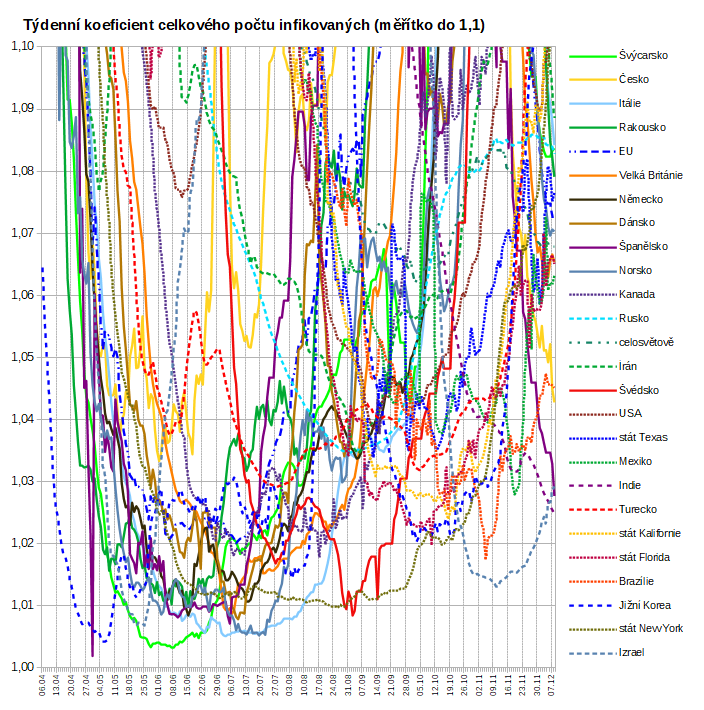 Týdenní koeficient celkového počtu infikovaných (měřítko do 1,1)
1,10
1,09
1,08
1,07
1,06
1,05
1,04
1,03
1,02
1,01
1,00
06.04
13.04
20.04
27.04
04.05
11.05
18.05
25.05
01.06
08.06
15.06
22.06
29.06
06.07
13.07
20.07
27.07
03.08
10.08
17.08
24.08
31.08
07.09
14.09
21.09
28.09
05.10
12.10
19.10
26.10
02.11
09.11
16.11
23.11
30.11
07.12
Švýcarsko
Česko
Itálie
Rakousko
EU
Velká Británie
Německo
Dánsko
Španělsko
Norsko
Kanada
Rusko
celosvětově
Írán
Švédsko
USA
stát Texas
Mexiko
Indie
Turecko
stát Kalifornie
stát Florida
Brazílie
Jižní Korea
stát NewYork
Izrael